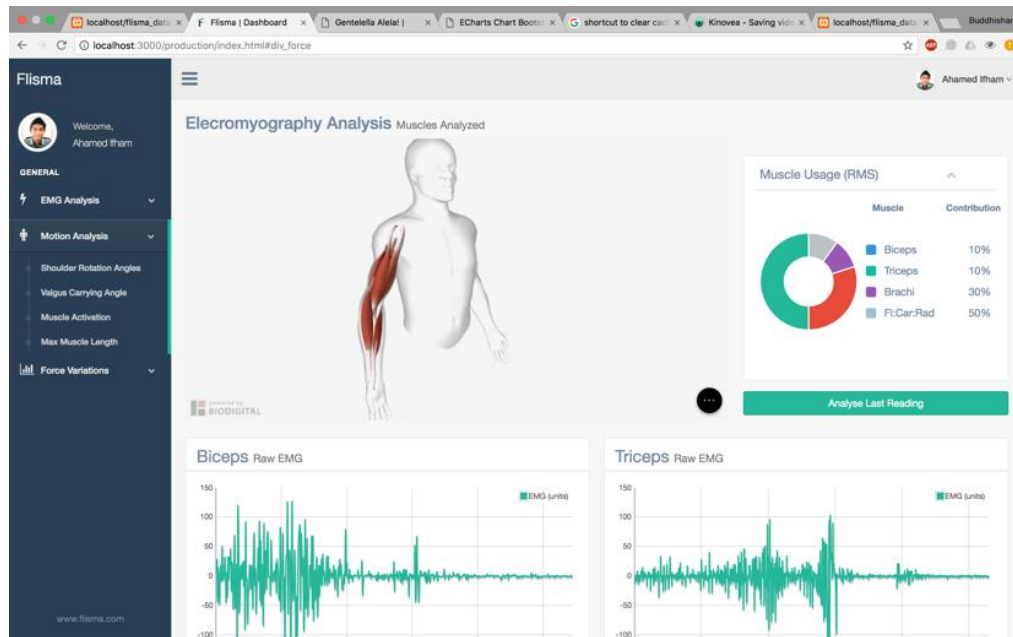 localhost/flisma_data
Flisma | Dashboard
Gentelella Alela! |
ECharts Chart Boots
shortcut to clear cac
Kinovea - Saving vid
localhost/flisma_data
Buddhishan
localhost:3000/production/index.html#div_force
Flisma
Ahamed Ifham
Welcome,
Ahamed Ifham
GENERAL
EMG Analysis
Motion Analysis
Shoulder Rotation Angles
Valgus Carrying Angle
Muscle Activation
Max Muscle Length
Force Variations
www.flisma.com
Elecromyography Analysis Muscles Analyzed
powered by
BIODIGITAL
Muscle Usage (RMS)
Muscle Contribution
Biceps 10%
Triceps 10%
Brachi 30%
Fl:Car:Rad 50%
Analyse Last Reading
Biceps Raw EMG
EMG (units)
150
100
50
0
-50
-100
Triceps Raw EMG
EMG (units)
150
100
50
0
-50
-100